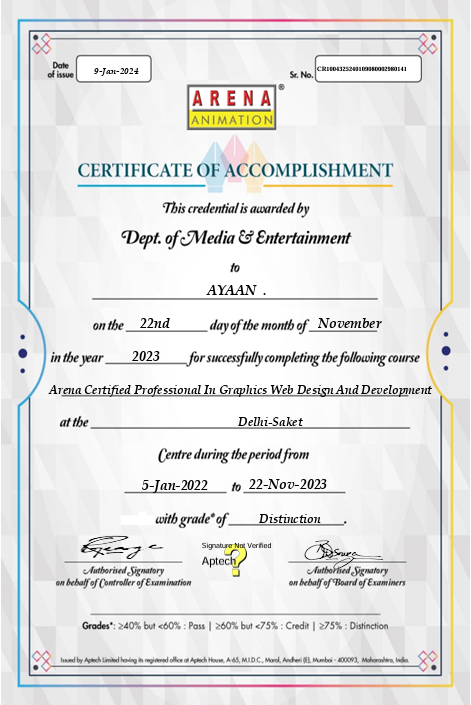 Date of issue 9-Jan-2024
Sr. No. CR1004325240109080002980141
ARENA ®
ANIMATION
CERTIFICATE OF ACCOMPLISHMENT
This credential is awarded by
Dept. of Media & Entertainment
to
AYAAN .
on the 22nd day of the month of November
in the year 2023 for successfully completing the following course
Arena Certified Professional In Graphics Web Design And Development
at the Delhi-Saket
Centre during the period from
5-Jan-2022 to 22-Nov-2023
with grade* of Distinction.
Signature Not Verified
Aptech
?
Authorised Signatory
on behalf of Controller of Examination
Authorised Signatory
on behalf of Board of Examiners
Grades*: ≥40% but <60% : Pass | ≥60% but <75% : Credit | ≥75% : Distinction
Issued by Aptech Limited having its registered office at Aptech House, A-65, M.I.D.C., Marol, Andheri (E), Mumbai - 400093, Maharashtra, India.